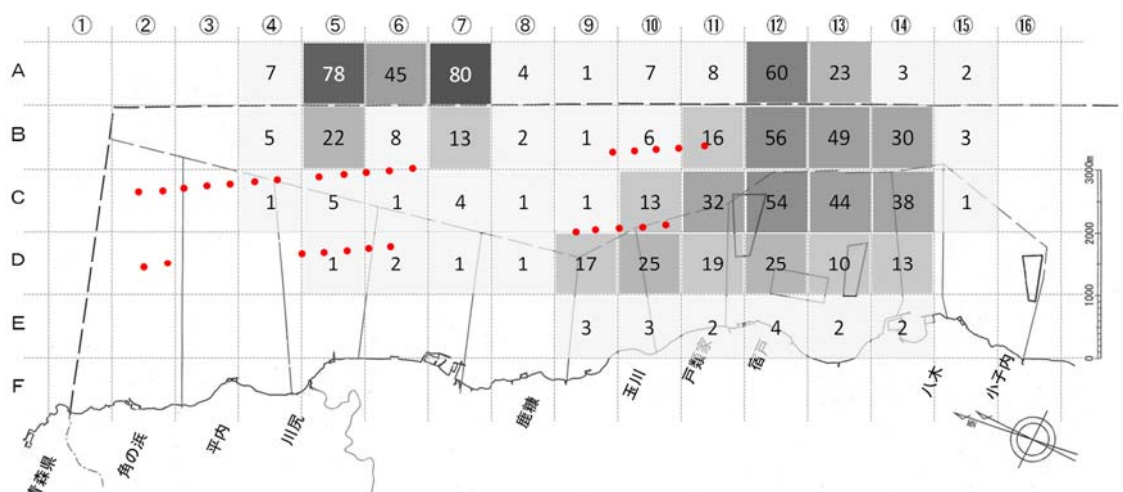 ① ② ③ ④ ⑤ ⑥ ⑦ ⑧ ⑨ ⑩ ⑪ ⑫ ⑬ ⑭ ⑮ ⑯
A 7 78 45 80 4 1 7 8 60 23 3 2
B 5 22 8 13 2 1 6 16 56 49 30 3
C 1 5 1 4 1 1 13 32 54 44 38 1
D 1 2 1 1 17 25 19 25 10 13
E 3 3 2 4 2 2
F
3000m
2000
1000
0
青森県
角の浜
平内
川尻
鹿糠
玉川
戸類家
宿戸
八木
小子内